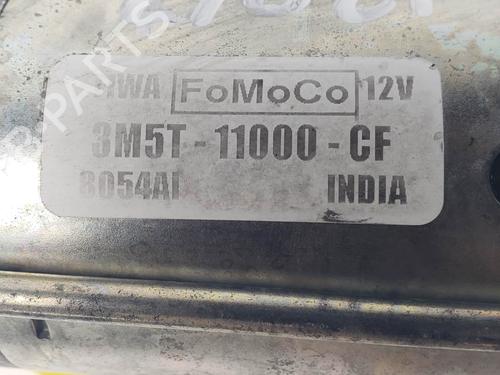 FoMoCo 12V
3M5T - 11000 - CF
8054AI INDIA